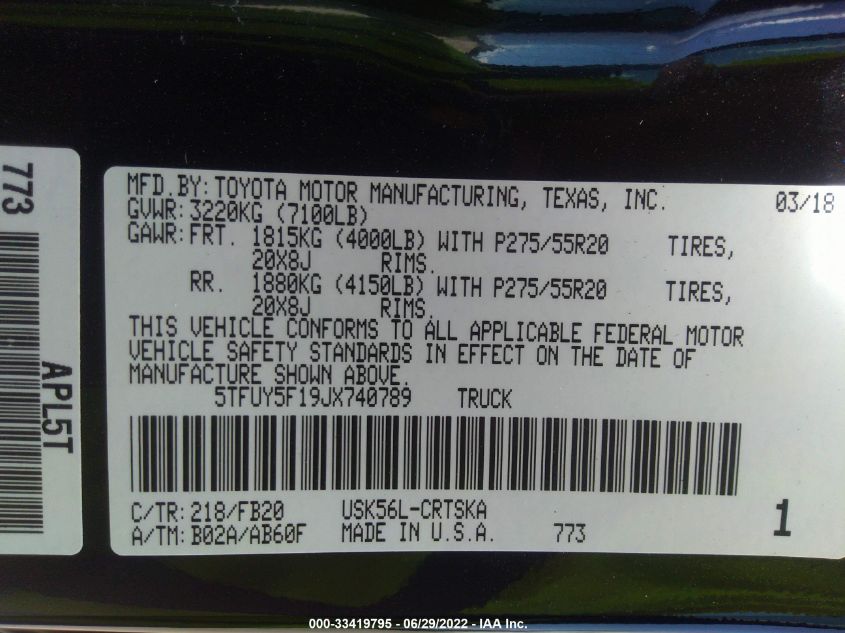 773
APL5T
MFD.BY:TOYOTA MOTOR MANUFACTURING, TEXAS, INC. 03/18
GVWR:3220KG (7100LB)
GAWR:FRT. 1815KG (4000LB) WITH P275/55R20 TIRES,
20X8J RIMS.
RR. 1880KG (4150LB) WITH P275/55R20 TIRES,
20X8J RIMS.
THIS VEHICLE CONFORMS TO ALL APPLICABLE FEDERAL MOTOR
VEHICLE SAFETY STANDARDS IN EFFECT ON THE DATE OF
MANUFACTURE SHOWN ABOVE.
5TFUY5F19JX740789 TRUCK
C/TR:218/FB20 USK56L-CRTSKA
A/TM:B02A/AB60F MADE IN U.S.A. 773
1
000-33419795 - 06/29/2022 - IAA Inc.